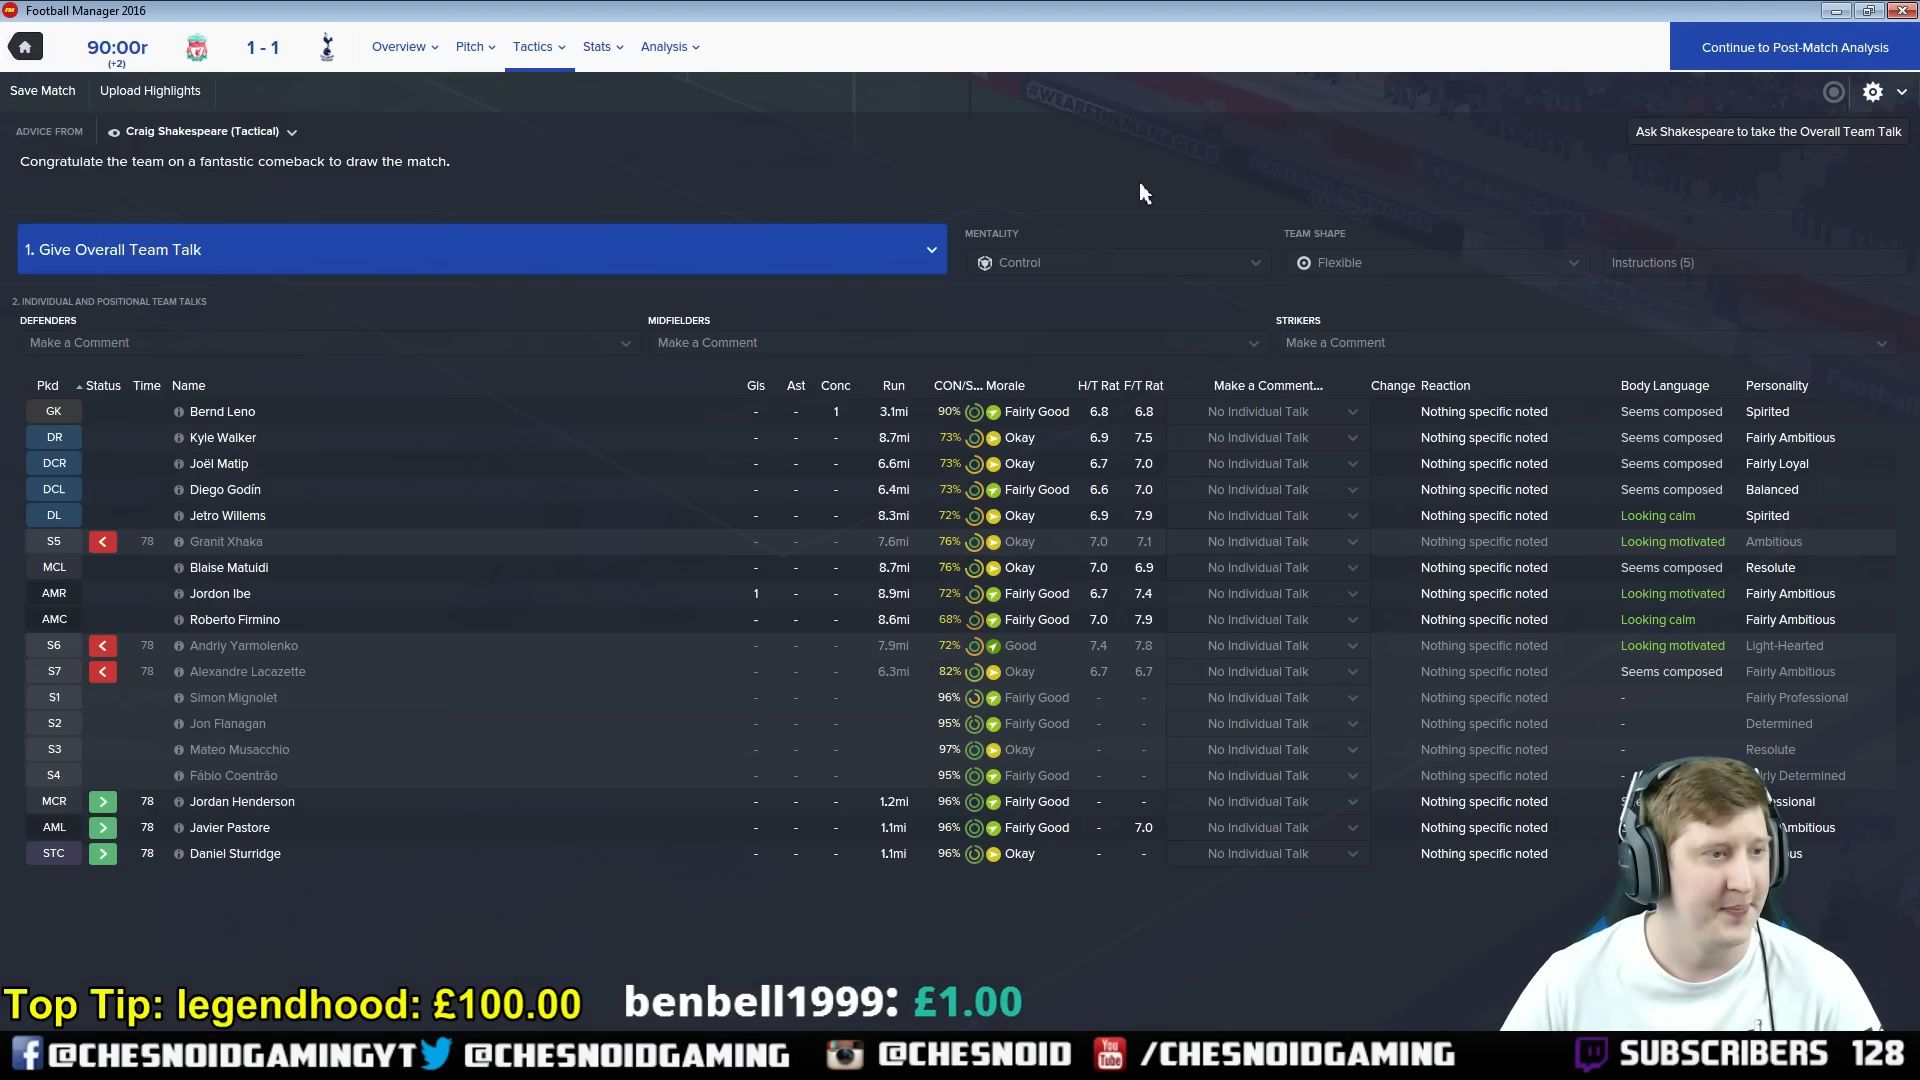 Football Manager 2016
90:00r
(+2)
1 - 1
Overview
Pitch
Tactics
Stats
Analysis
Continue to Post-Match Analysis
Save Match
Upload Highlights
ADVICE FROM
Craig Shakespeare (Tactical)
Ask Shakespeare to take the Overall Team Talk
Congratulate the team on a fantastic comeback to draw the match.
#WEARETHEMANAGERS
1. Give Overall Team Talk
MENTALITY
Control
TEAM SHAPE
Flexible
Instructions (5)
2. INDIVIDUAL AND POSITIONAL TEAM TALKS
DEFENDERS
MIDFIELDERS
STRIKERS
Make a Comment
Make a Comment
Make a Comment
Pkd Status Time Name Gls Ast Conc Run CON/S... Morale H/T Rat F/T Rat Make a Comment... Change Reaction Body Language Personality
GK Bernd Leno - - 1 3.1mi 90% Fairly Good 6.8 6.8 No Individual Talk Nothing specific noted Seems composed Spirited
DR Kyle Walker - - - 8.7mi 73% Okay 6.9 7.5 No Individual Talk Nothing specific noted Seems composed Fairly Ambitious
DCR Joël Matip - - - 6.6mi 73% Okay 6.7 7.0 No Individual Talk Nothing specific noted Seems composed Fairly Loyal
DCL Diego Godín - - - 6.4mi 73% Fairly Good 6.6 7.0 No Individual Talk Nothing specific noted Seems composed Balanced
DL Jetro Willems - - - 8.3mi 72% Okay 6.9 7.9 No Individual Talk Nothing specific noted Looking calm Spirited
S5 78 Granit Xhaka - - - 7.6mi 76% Okay 7.0 7.1 No Individual Talk Nothing specific noted Looking motivated Ambitious
MCL Blaise Matuidi - - - 8.7mi 76% Okay 7.0 6.9 No Individual Talk Nothing specific noted Seems composed Resolute
AMR Jordon Ibe 1 - - 8.9mi 72% Fairly Good 6.7 7.4 No Individual Talk Nothing specific noted Looking motivated Fairly Ambitious
AMC Roberto Firmino - - - 8.6mi 68% Fairly Good 7.0 7.9 No Individual Talk Nothing specific noted Looking calm Fairly Ambitious
S6 78 Andriy Yarmolenko - - - 7.9mi 72% Good 7.4 7.8 No Individual Talk Nothing specific noted Looking motivated Light-Hearted
S7 78 Alexandre Lacazette - - - 6.3mi 82% Okay 6.7 6.7 No Individual Talk Nothing specific noted Seems composed Fairly Ambitious
S1 Simon Mignolet - - - 96% Fairly Good - - No Individual Talk Nothing specific noted - Fairly Professional
S2 Jon Flanagan - - - 95% Fairly Good - - No Individual Talk Nothing specific noted - Determined
S3 Mateo Musacchio - - - 97% Okay - - No Individual Talk Nothing specific noted - Resolute
S4 Fábio Coentrão - - - 95% Fairly Good - - No Individual Talk Nothing specific noted - Determined
MCR 78 Jordan Henderson - - - 1.2mi 96% Fairly Good - - No Individual Talk Nothing specific noted
AML 78 Javier Pastore - - - 1.1mi 96% Fairly Good - 7.0 No Individual Talk Nothing specific noted Ambitious
STC 78 Daniel Sturridge - - - 1.1mi 96% Okay - - No Individual Talk Nothing specific noted
Top Tip: legendhood: £100.00 benbell1999: £1.00
@CHESNOIDGAMINGYT @CHESNOIDGAMING @CHESNOID You Tube /CHESNOIDGAMING SUBSCRIBERS 128